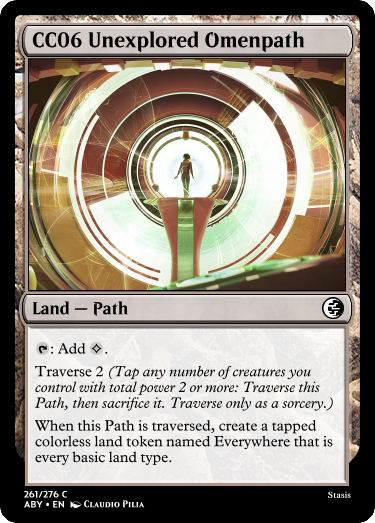 CC06 Unexplored Omenpath
Land — Path
: Add .
Traverse 2 (Tap any number of creatures you
control with total power 2 or more: Traverse this
Path, then sacrifice it. Traverse only as a sorcery.)
When this Path is traversed, create a tapped
colorless land token named Everywhere that is
every basic land type.
261/276 C
Stasis
ABY • EN Claudio Pilia